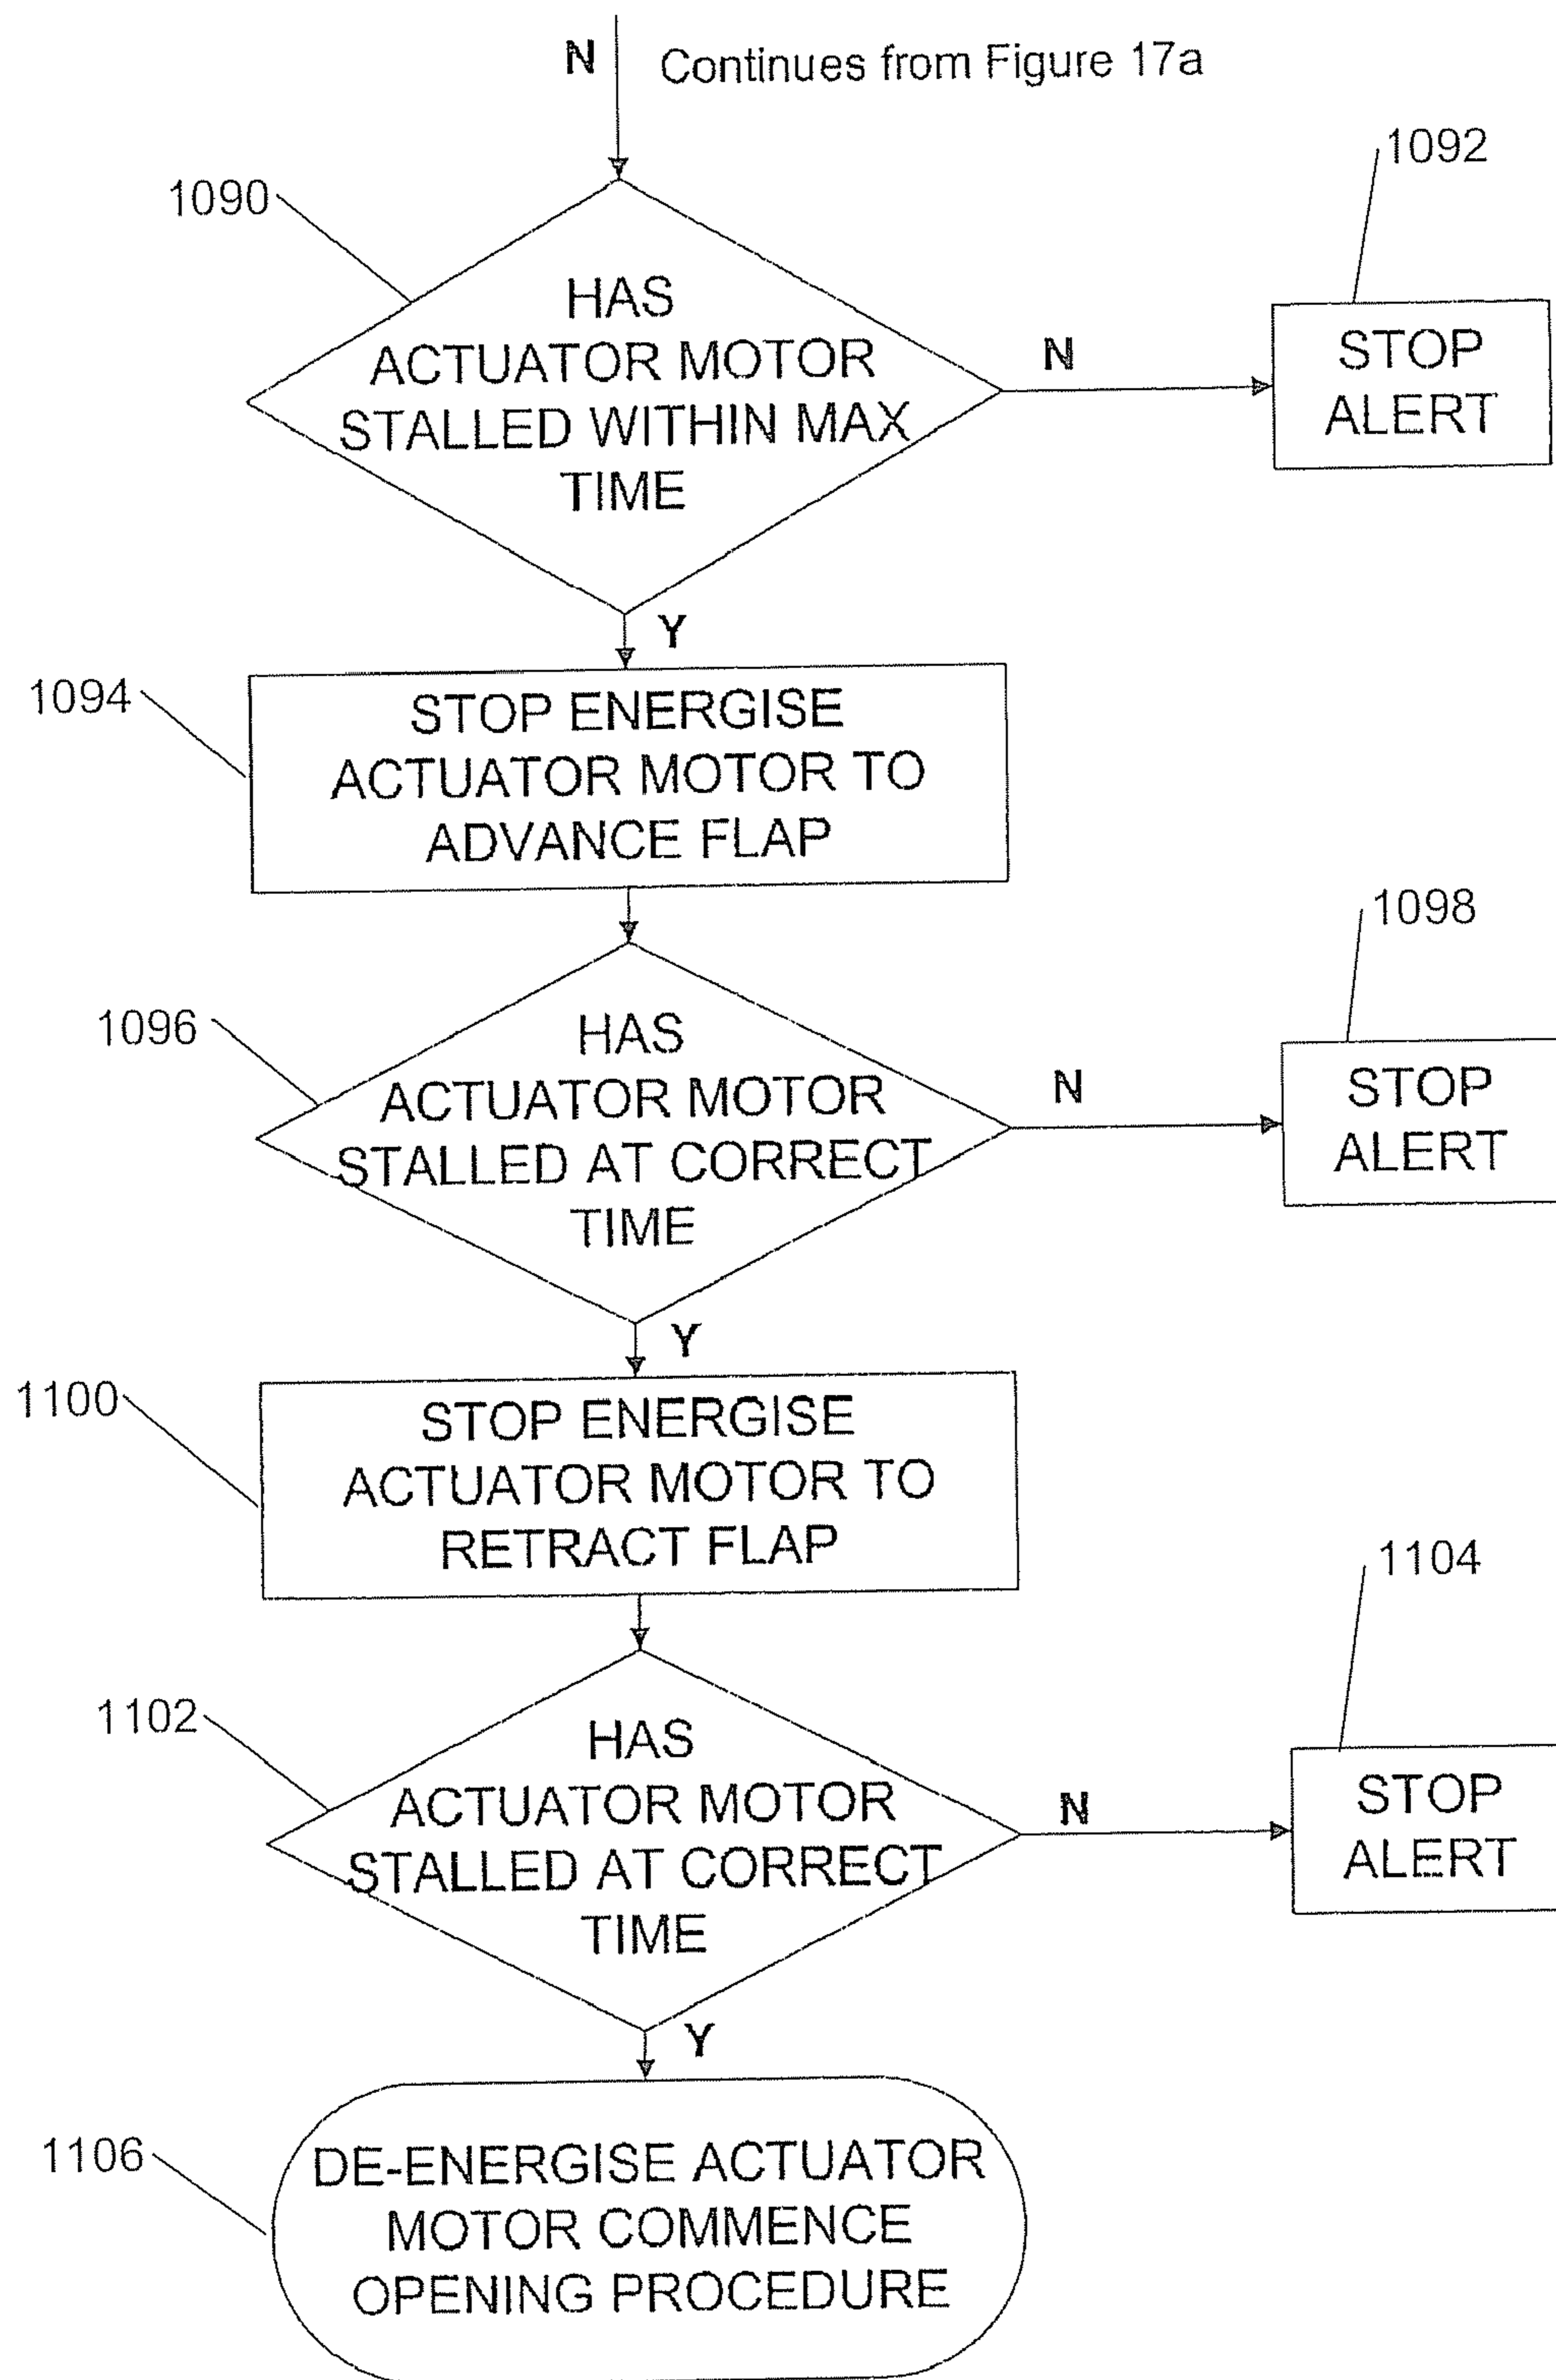 N
Continues from Figure 17a
1092
1090
HAS
ACTUATOR MOTOR
STALLED WITHIN MAX
TIME
N
STOP
ALERT
Y
1094
STOP ENERGISE
ACTUATOR MOTOR TO
ADVANCE FLAP
1098
1096
HAS
ACTUATOR MOTOR
STALLED AT CORRECT
TIME
N
STOP
ALERT
Y
1100
STOP ENERGISE
ACTUATOR MOTOR TO
RETRACT FLAP
1104
1102
HAS
ACTUATOR MOTOR
STALLED AT CORRECT
TIME
N
STOP
ALERT
Y
1106
DE-ENERGISE ACTUATOR
MOTOR COMMENCE
OPENING PROCEDURE